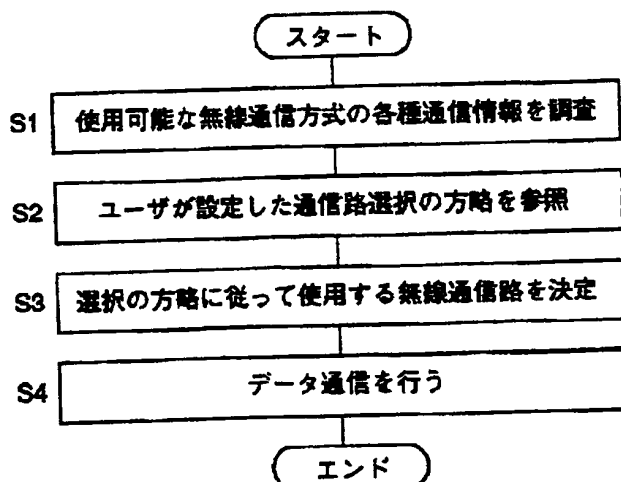 スタート
S1 使用可能な無線通信方式の各種通信情報を調査
S2 ユーザが設定した通信路選択の方略を参照
S3 選択の方略に従って使用する無線通信路を決定
S4 データ通信を行う
エンド